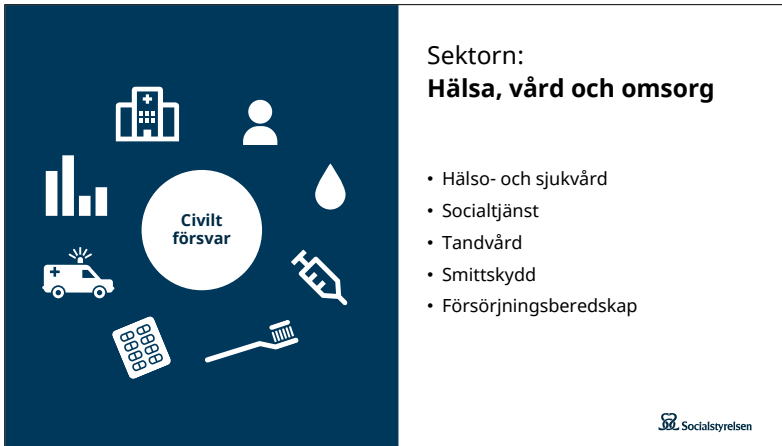 Civilt
försvar
Sektorn:
Hälsa, vård och omsorg
• Hälso- och sjukvård
• Socialtjänst
• Tandvård
• Smittskydd
• Försörjningsberedskap
Socialstyrelsen